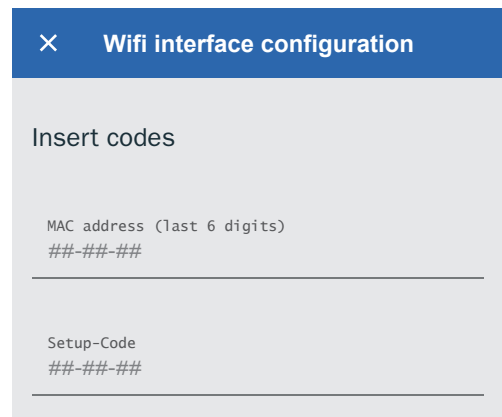 Wifi interface configuration
Insert codes
MAC address (last 6 digits)
##-##-##
Setup-Code
##-##-##